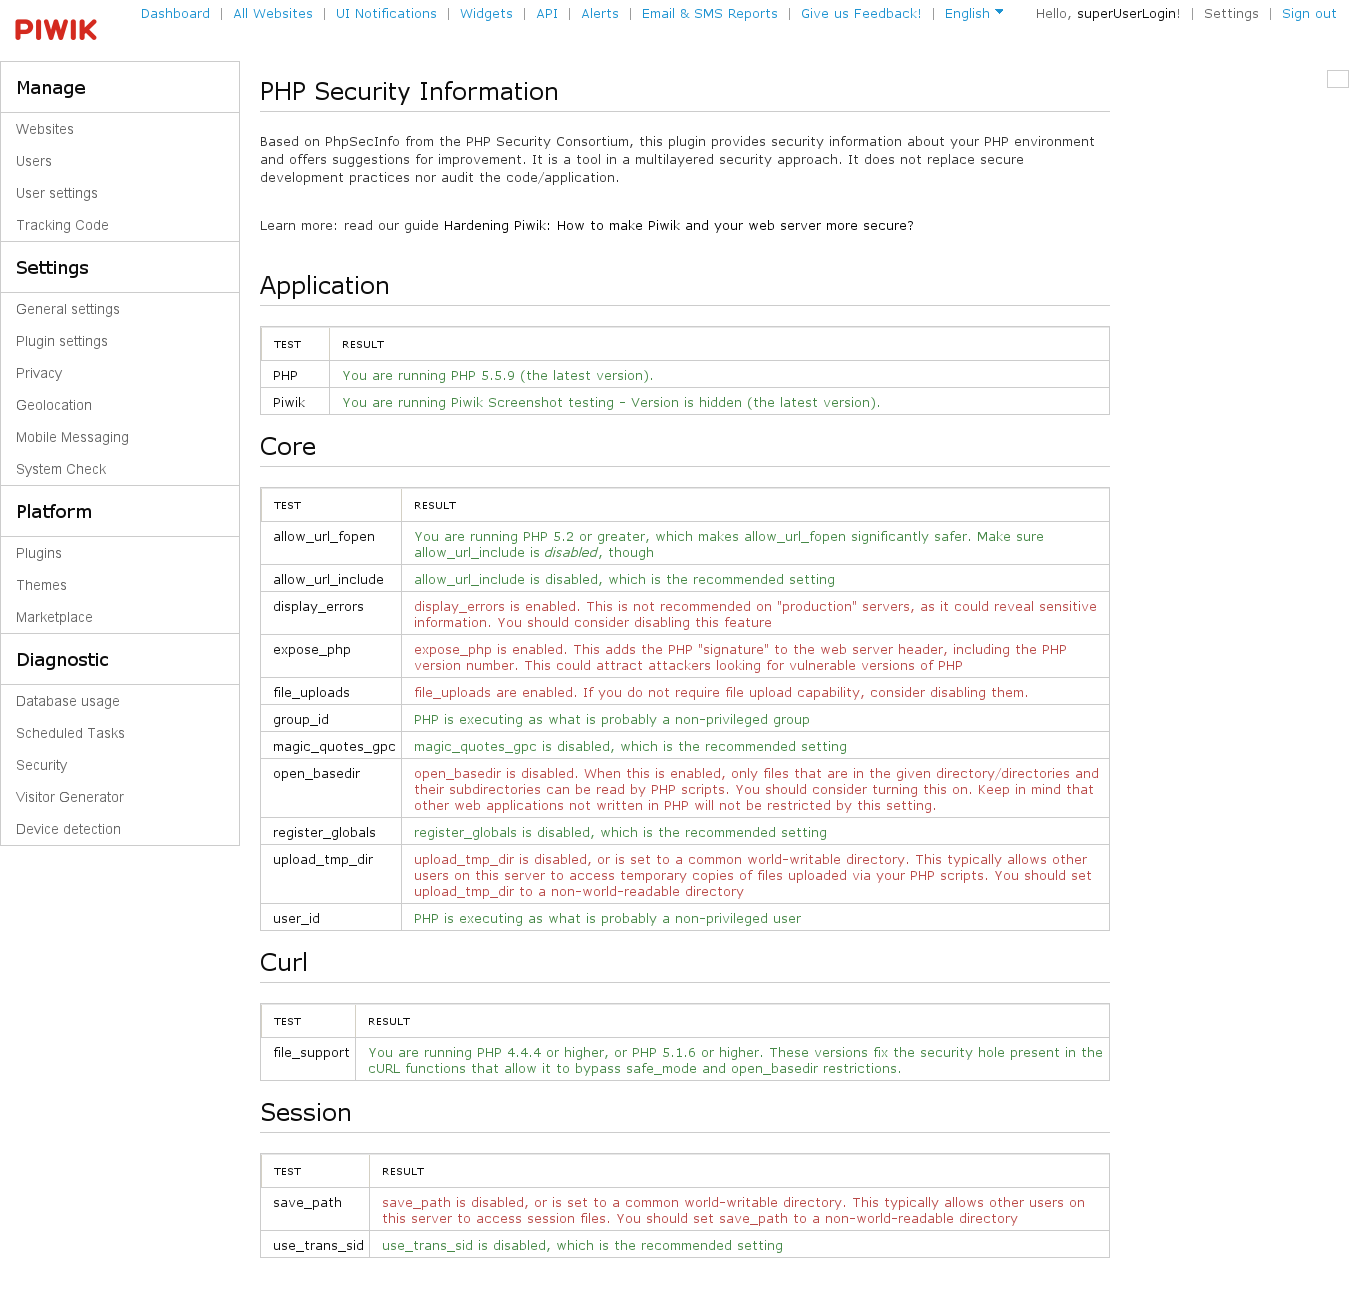 PIWIK
Dashboard | All Websites | UI Notifications | Widgets | API | Alerts | Email & SMS Reports | Give us Feedback! | English Hello, superUserLogin! | Settings | Sign out
Manage
Websites
Users
User settings
Tracking Code
Settings
General settings
Plugin settings
Privacy
Geolocation
Mobile Messaging
System Check
Platform
Plugins
Themes
Marketplace
Diagnostic
Database usage
Scheduled Tasks
Security
Visitor Generator
Device detection
PHP Security Information
Based on PhpSecInfo from the PHP Security Consortium, this plugin provides security information about your PHP environment
and offers suggestions for improvement. It is a tool in a multilayered security approach. It does not replace secure
development practices nor audit the code/application.
Learn more: read our guide Hardening Piwik: How to make Piwik and your web server more secure?
Application
TEST RESULT
PHP You are running PHP 5.5.9 (the latest version).
Piwik You are running Piwik Screenshot testing - Version is hidden (the latest version).
Core
TEST RESULT
allow_url_fopen You are running PHP 5.2 or greater, which makes allow_url_fopen significantly safer. Make sure
allow_url_include is disabled, though
allow_url_include allow_url_include is disabled, which is the recommended setting
display_errors display_errors is enabled. This is not recommended on "production" servers, as it could reveal sensitive
information. You should consider disabling this feature
expose_php expose_php is enabled. This adds the PHP "signature" to the web server header, including the PHP
version number. This could attract attackers looking for vulnerable versions of PHP
file_uploads file_uploads are enabled. If you do not require file upload capability, consider disabling them.
group_id PHP is executing as what is probably a non-privileged group
magic_quotes_gpc magic_quotes_gpc is disabled, which is the recommended setting
open_basedir open_basedir is disabled. When this is enabled, only files that are in the given directory/directories and
their subdirectories can be read by PHP scripts. You should consider turning this on. Keep in mind that
other web applications not written in PHP will not be restricted by this setting.
register_globals register_globals is disabled, which is the recommended setting
upload_tmp_dir upload_tmp_dir is disabled, or is set to a common world-writable directory. This typically allows other
users on this server to access temporary copies of files uploaded via your PHP scripts. You should set
upload_tmp_dir to a non-world-readable directory
user_id PHP is executing as what is probably a non-privileged user
Curl
TEST RESULT
file_support You are running PHP 4.4.4 or higher, or PHP 5.1.6 or higher. These versions fix the security hole present in the
cURL functions that allow it to bypass safe_mode and open_basedir restrictions.
Session
TEST RESULT
save_path save_path is disabled, or is set to a common world-writable directory. This typically allows other users on
this server to access session files. You should set save_path to a non-world-readable directory
use_trans_sid use_trans_sid is disabled, which is the recommended setting